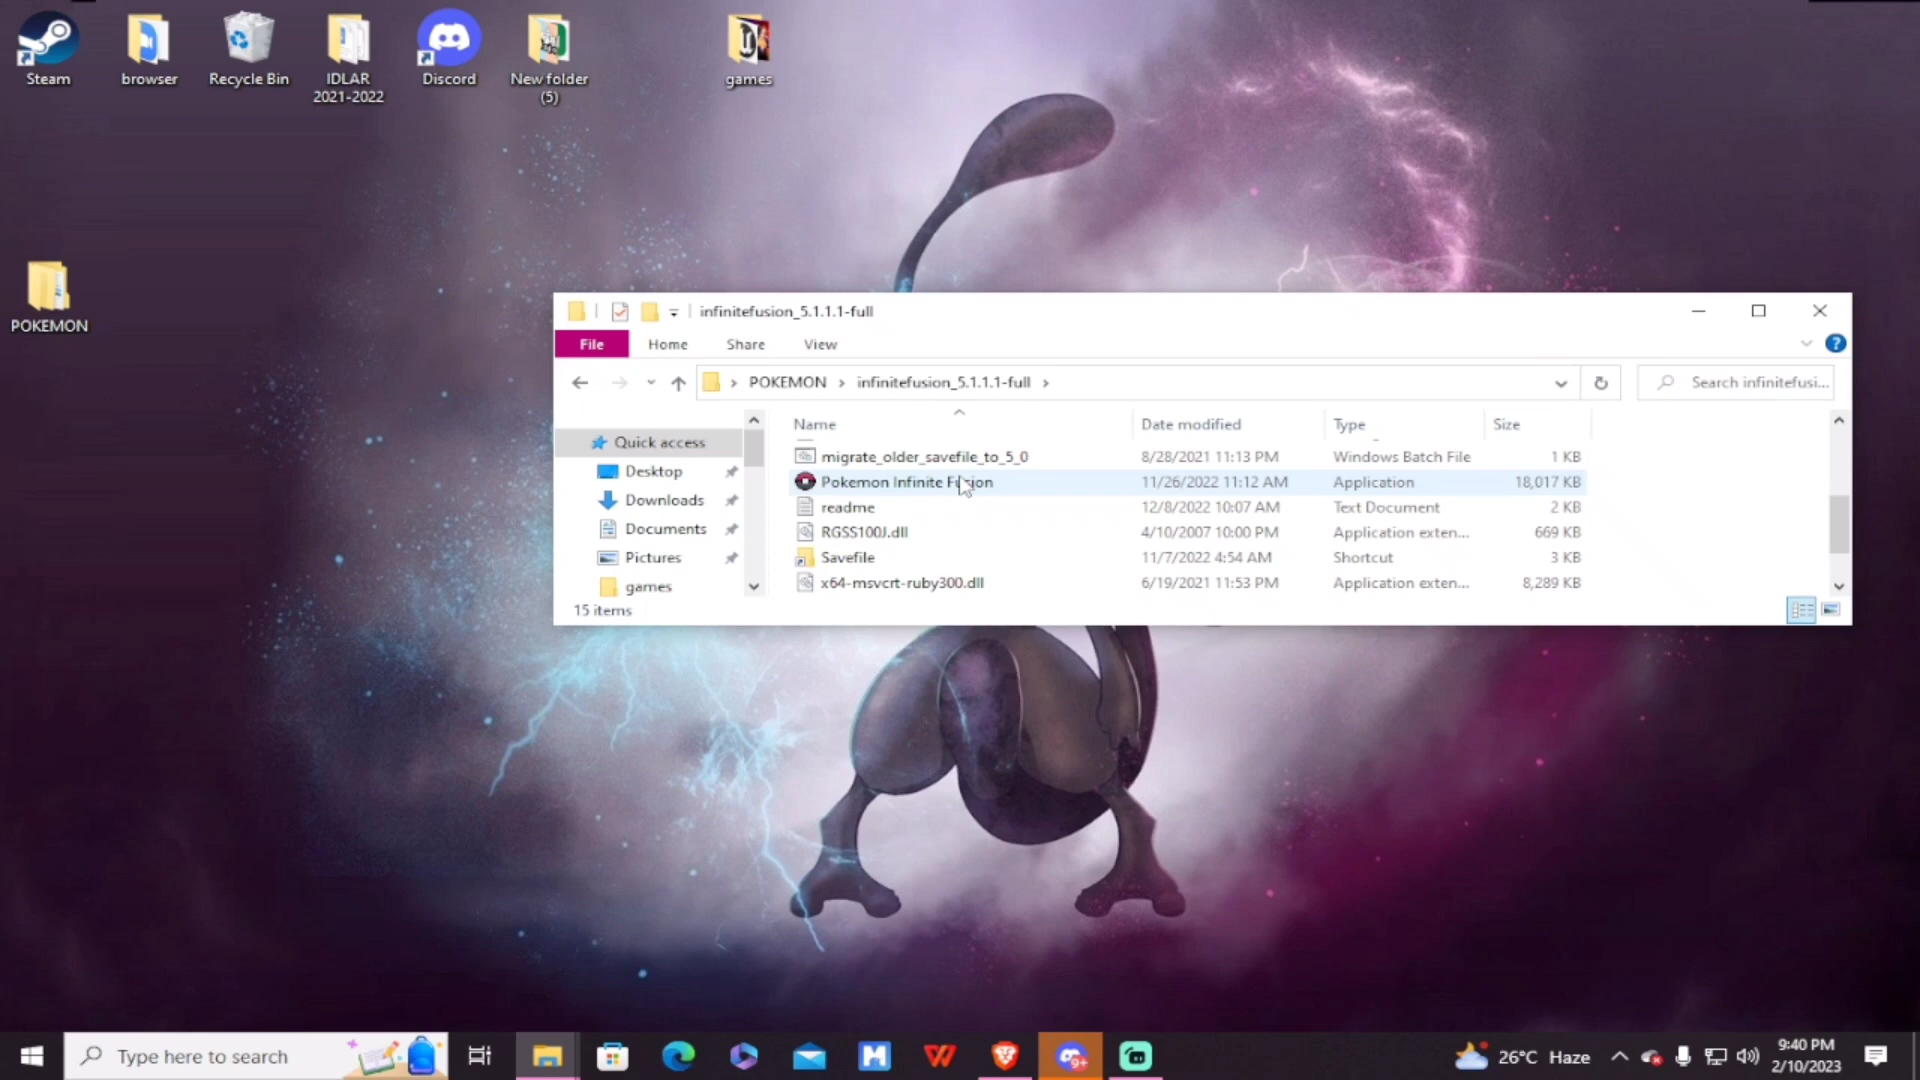 Steam
browser
Recycle Bin
IDLAR
2021-2022
Discord
New folder
(5)
games
POKEMON
infinitefusion_5.1.1.1-full
File
Home
Share
View
POKEMON
infinitefusion_5.1.1.1-full
Search infinitefusi...
Name
Date modified
Type
Size
Quick access
Desktop
Downloads
Documents
Pictures
games
migrate_older_savefile_to_5_0 8/28/2021 11:13 PM Windows Batch File 1 KB
Pokemon Infinite Fusion 11/26/2022 11:12 AM Application 18,017 KB
readme 12/8/2022 10:07 AM Text Document 2 KB
RGSS100J.dll 4/10/2007 10:00 PM Application exten... 669 KB
Savefile 11/7/2022 4:54 AM Shortcut 3 KB
x64-msvcrt-ruby300.dll 6/19/2021 11:53 PM Application exten... 8,289 KB
15 items
Type here to search
9+
26°C Haze
9:40 PM
2/10/2023